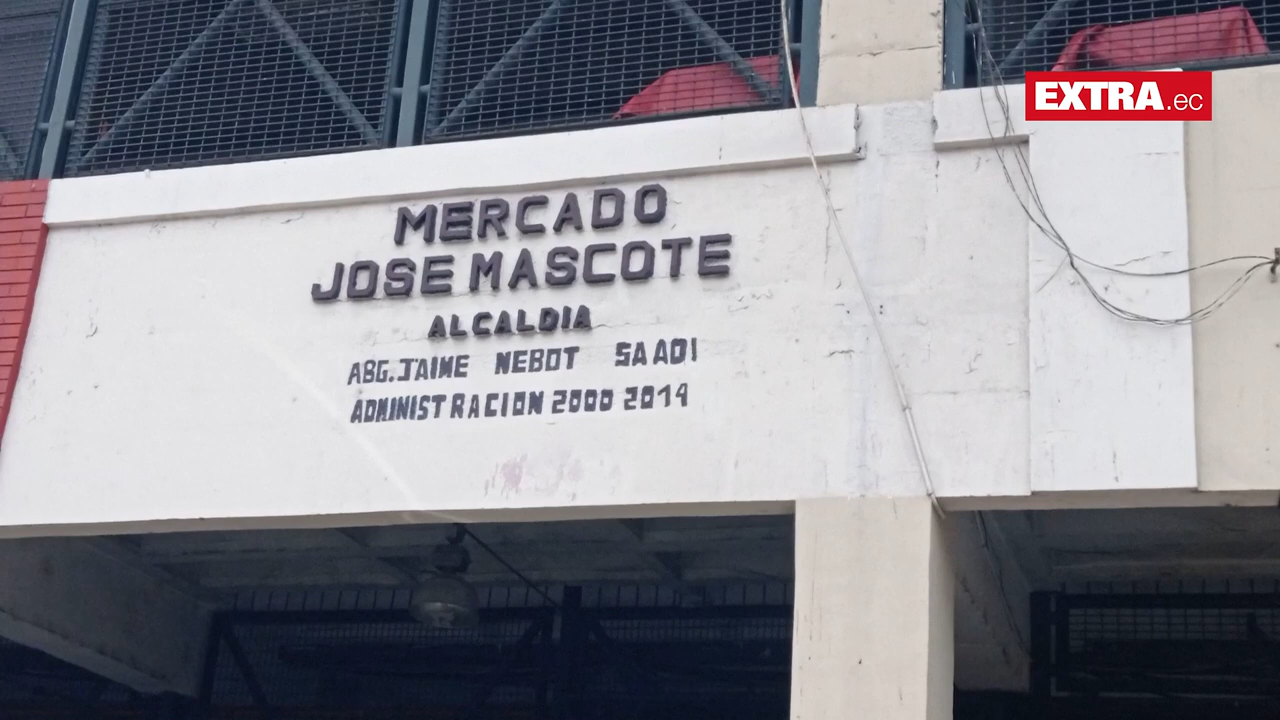 EXTRA.ec
MERCADO
JOSE MASCOTE
ALCALDIA
ABG. JAIME NEBOT SAADI
ADMINISTRACION 2000 2014